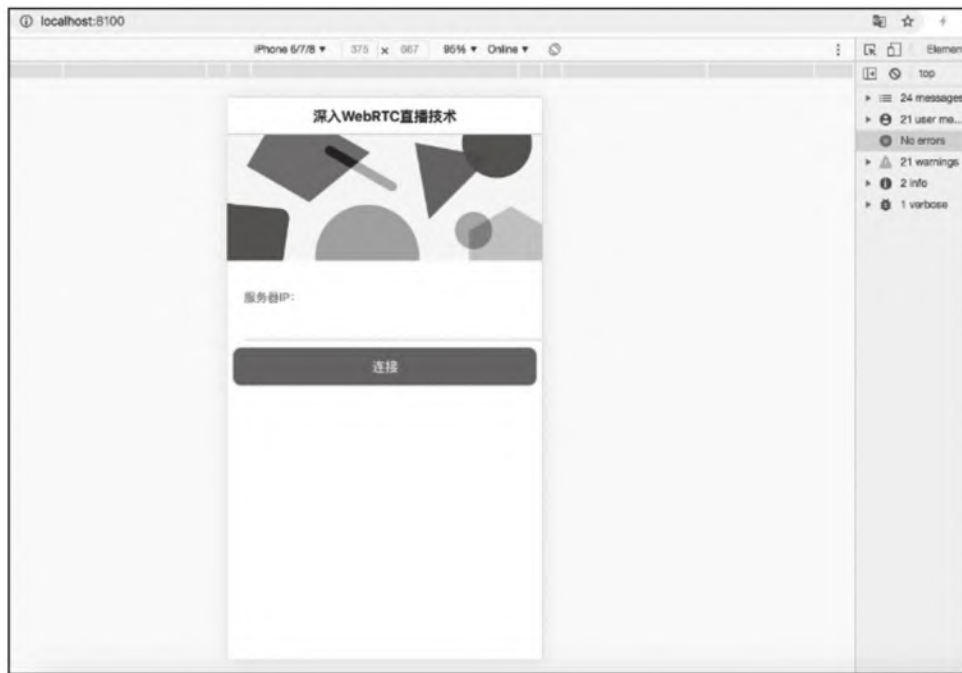 localhost:8100
iPhone 6/7/8 ▼ 375 x 667 95% ▼ Online ▼
Elemen
top
24 messages
21 user me...
No errors
21 warnings
2 info
1 verbose
深入WebRTC直播技术
服务器IP：
连接